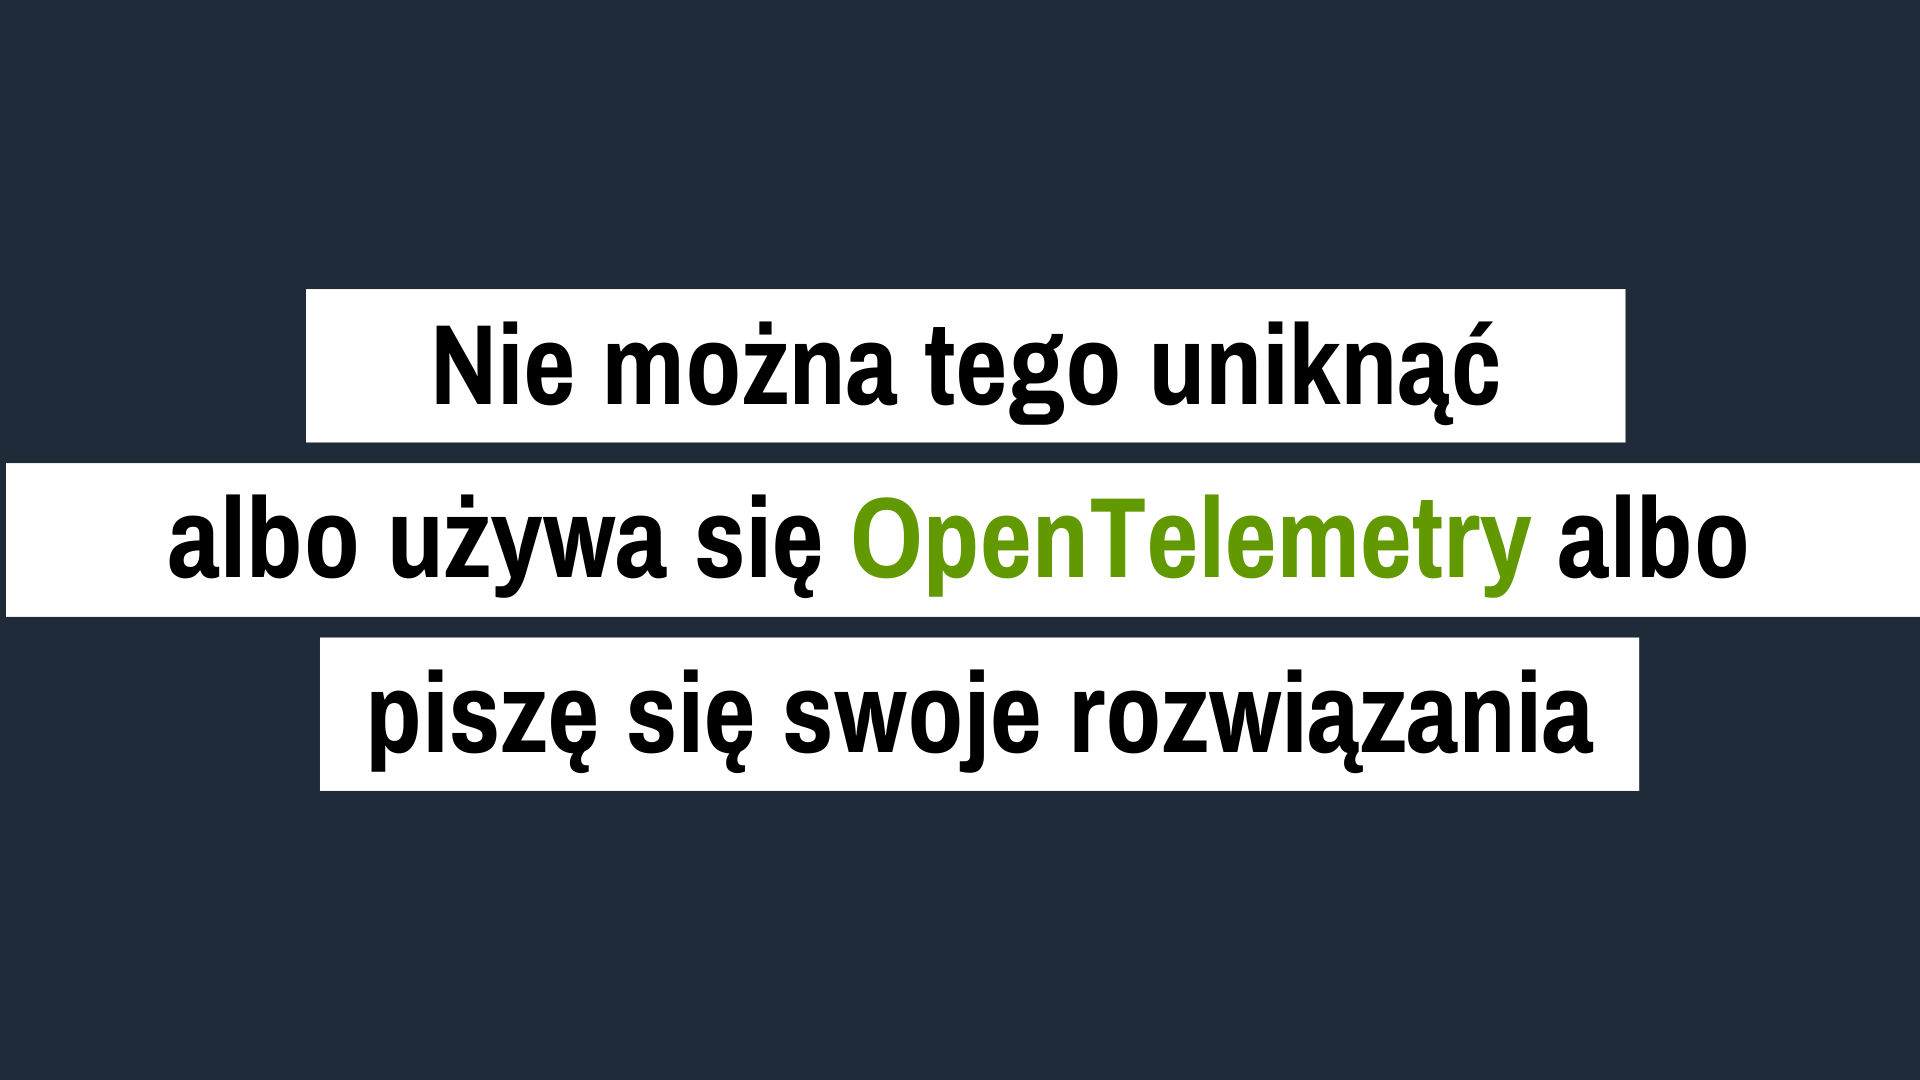 Nie można tego uniknąć
albo używa się OpenTelemetry albo
piszę się swoje rozwiązania